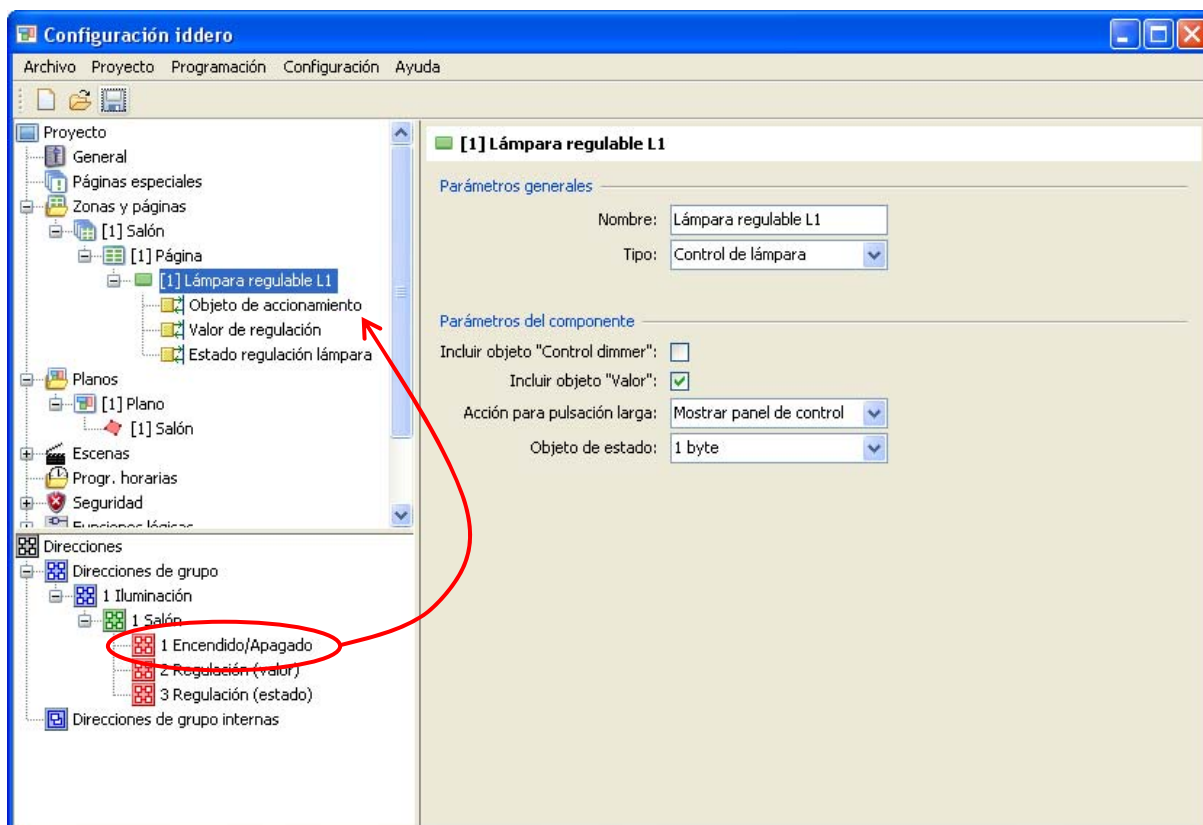 Configuración iddero
Archivo Proyecto Programación Configuración Ayuda
Proyecto
General
Páginas especiales
Zonas y páginas
[1] Salón
[1] Página
[1] Lámpara regulable L1
Objeto de accionamiento
Valor de regulación
Estado regulación lámpara
Planos
[1] Plano
[1] Salón
Escenas
Progr. horarias
Seguridad
Funciones lógicas
Direcciones
Direcciones de grupo
1 Iluminación
1 Salón
1 Encendido/Apagado
2 Regulación (valor)
3 Regulación (estado)
Direcciones de grupo internas
[1] Lámpara regulable L1
Parámetros generales
Nombre: Lámpara regulable L1
Tipo: Control de lámpara
Parámetros del componente
Incluir objeto "Control dimmer":
Incluir objeto "Valor":
Acción para pulsación larga: Mostrar panel de control
Objeto de estado: 1 byte